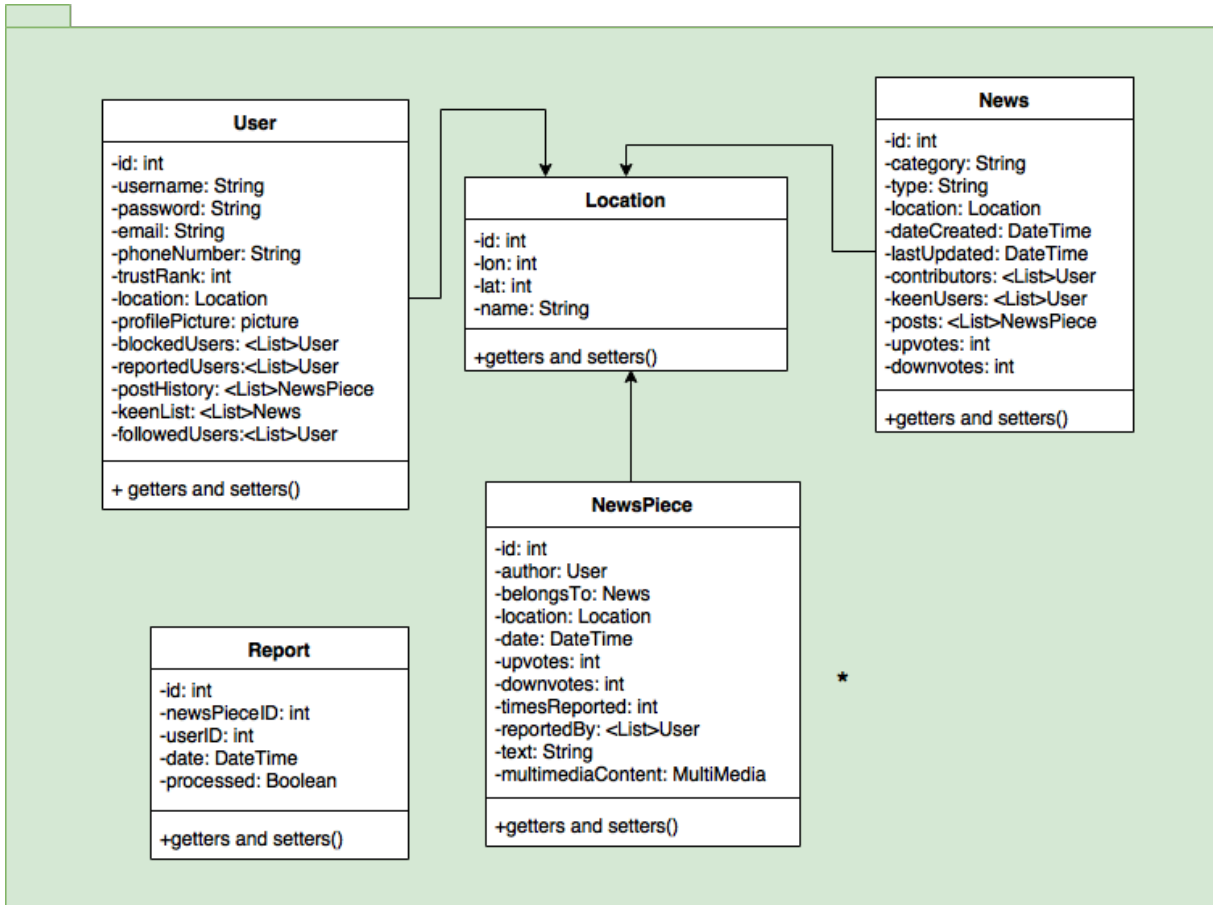 User
-id: int
-username: String
-password: String
-email: String
-phoneNumber: String
-trustRank: int
-location: Location
-profilePicture: picture
-blockedUsers: <List>User
-reportedUsers:<List>User
-postHistory: <List>NewsPiece
-keenList: <List>News
-followedUsers:<List>User
+ getters and setters()
Location
-id: int
-lon: int
-lat: int
-name: String
+getters and setters()
News
-id: int
-category: String
-type: String
-location: Location
-dateCreated: DateTime
-lastUpdated: DateTime
-contributors: <List>User
-keenUsers: <List>User
-posts: <List>NewsPiece
-upvotes: int
-downvotes: int
+getters and setters()
NewsPiece
-id: int
-author: User
-belongsTo: News
-location: Location
-date: DateTime
-upvotes: int
-downvotes: int
-timesReported: int
-reportedBy: <List>User
-text: String
-multimediaContent: MultiMedia
+getters and setters()
*
Report
-id: int
-newsPieceID: int
-userID: int
-date: DateTime
-processed: Boolean
+getters and setters()